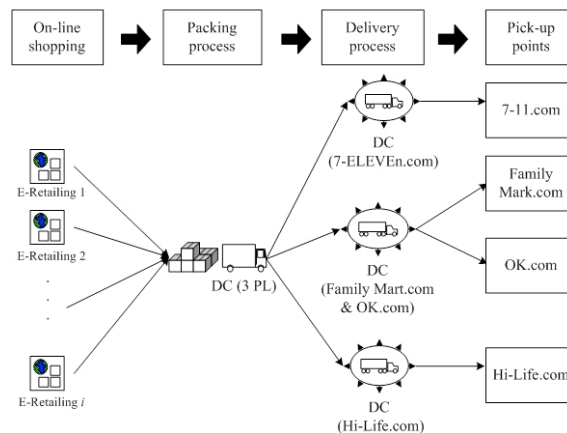 On-line
shopping
Packing
process
Delivery
process
Pick-up
points
7-11.com
DC
(7-ELEVEn.com)
E-Retailing 1
Family
Mark.com
E-Retailing 2
DC (3 PL)
DC
(Family Mart.com
& OK.com)
OK.com
.
.
.
E-Retailing i
Hi-Life.com
DC
(Hi-Life.com)